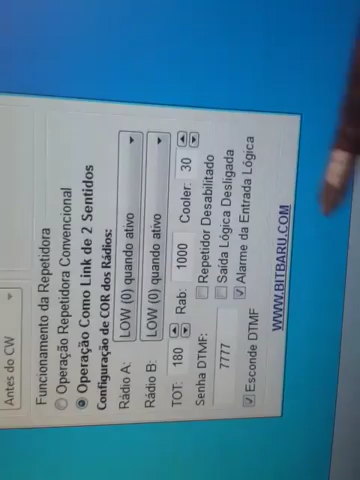 Antes do CW
Funcionamento da Repetidora
Operação Repetidora Convencional
Operação Como Link de 2 Sentidos
Configuração de COR dos Rádios:
Rádio A: LOW (0) quando ativo
Rádio B: LOW (0) quando ativo
TOT: 180 Rab: 1000 Cooler: 30
Senha DTMF: Repetidor Desabilitado
7777 Saída Lógica Desligada
Esconde DTMF Alarme da Entrada Lógica
WWW.BITBARU.COM